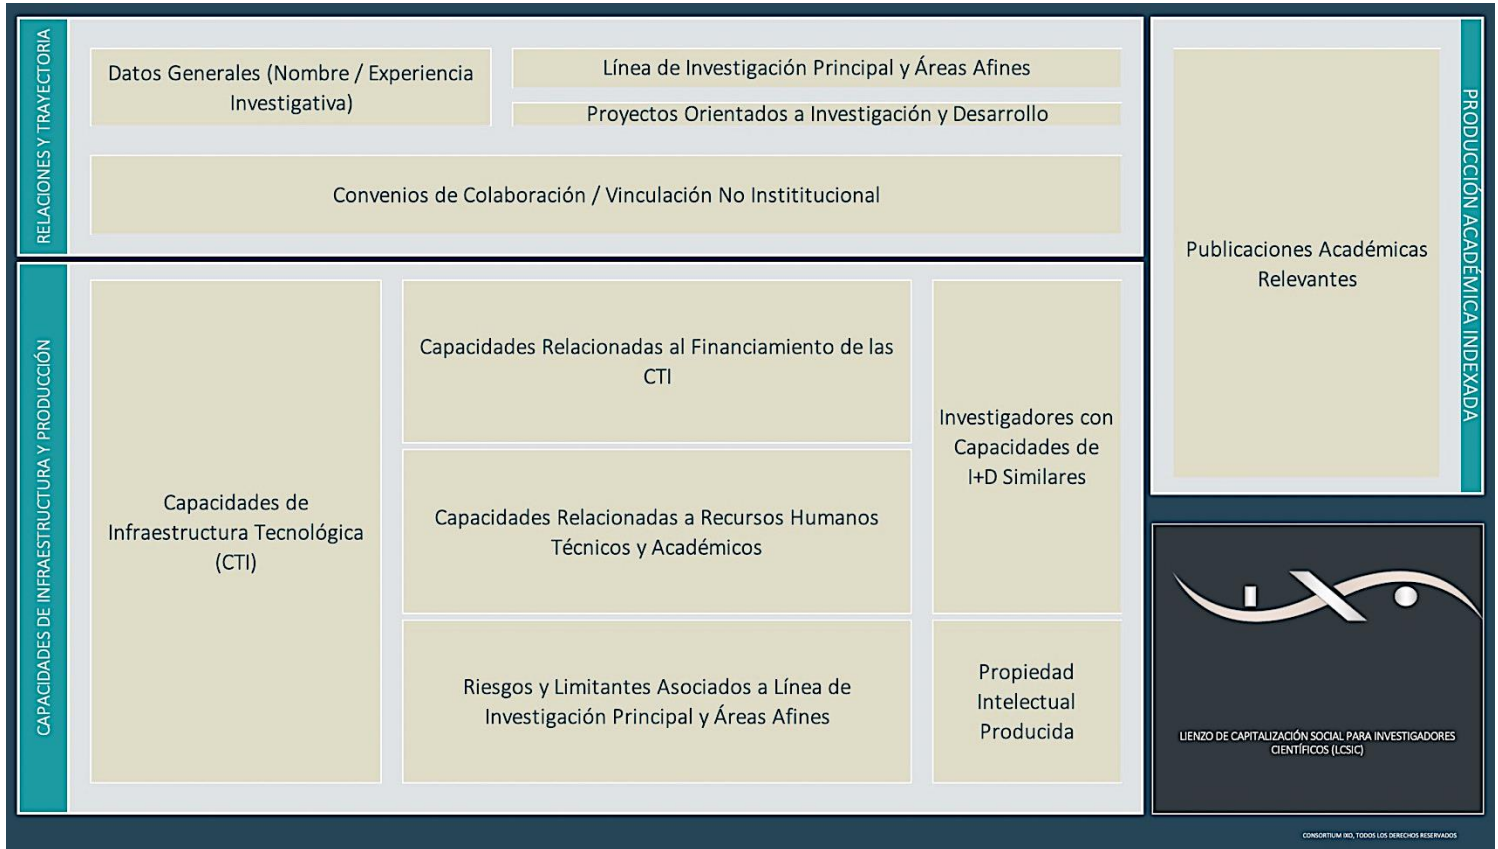 RELACIONES Y TRAYECTORIA
Datos Generales (Nombre / Experiencia
Investigativa)
Línea de Investigación Principal y Áreas Afines
Proyectos Orientados a Investigación y Desarrollo
Convenios de Colaboración / Vinculación No Instititucional
CAPACIDADES DE INFRAESTRUCTURA Y PRODUCCIÓN
Capacidades de
Infraestructura Tecnológica
(CTI)
Capacidades Relacionadas al Financiamiento de las
CTI
Capacidades Relacionadas a Recursos Humanos
Técnicos y Académicos
Riesgos y Limitantes Asociados a Línea de
Investigación Principal y Áreas Afines
Investigadores con
Capacidades de
I+D Similares
Propiedad
Intelectual
Producida
PRODUCCIÓN ACADÉMICA INDEXADA
Publicaciones Académicas
Relevantes
IXO
LIENZO DE CAPITALIZACIÓN SOCIAL PARA INVESTIGADORES
CIENTÍFICOS (LCSIC)
CONSORTIUM IXO, TODOS LOS DERECHOS RESERVADOS